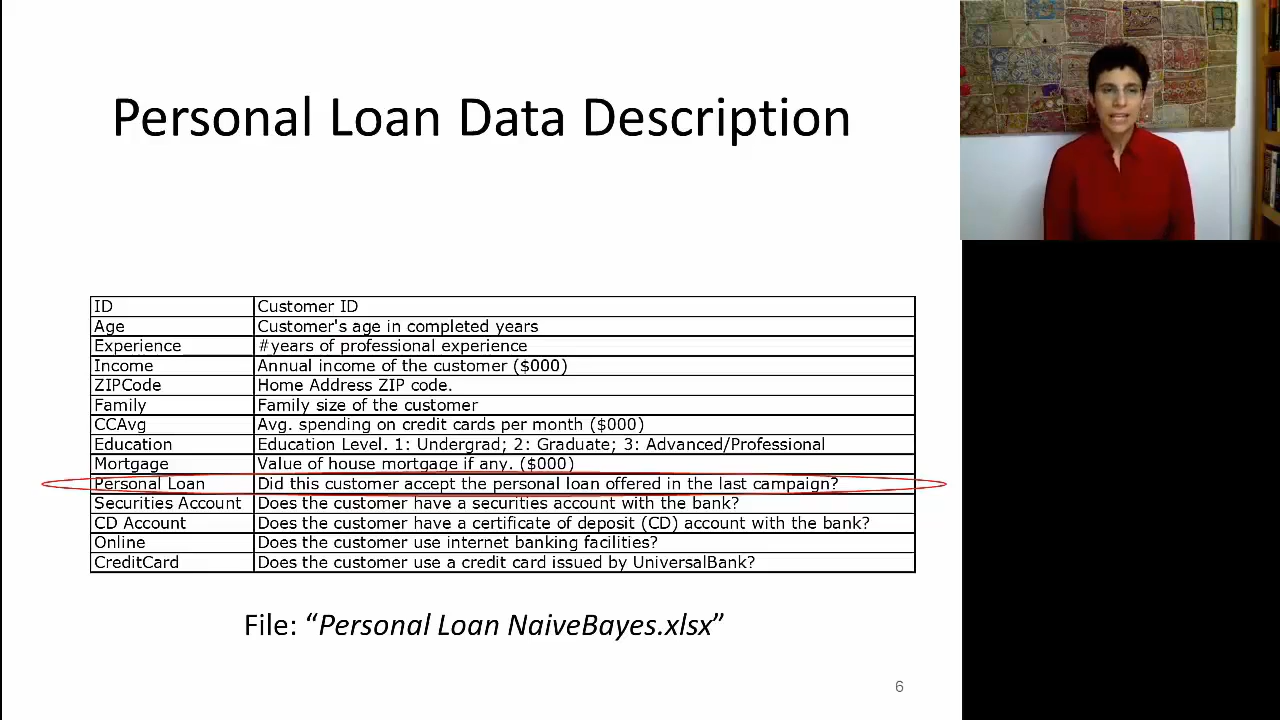 Personal Loan Data Description
ID Customer ID
Age Customer's age in completed years
Experience #years of professional experience
Income Annual income of the customer ($000)
ZIPCode Home Address ZIP code.
Family Family size of the customer
CCAvg Avg. spending on credit cards per month ($000)
Education Education Level. 1: Undergrad; 2: Graduate; 3: Advanced/Professional
Mortgage Value of house mortgage if any. ($000)
Personal Loan Did this customer accept the personal loan offered in the last campaign?
Securities Account Does the customer have a securities account with the bank?
CD Account Does the customer have a certificate of deposit (CD) account with the bank?
Online Does the customer use internet banking facilities?
CreditCard Does the customer use a credit card issued by UniversalBank?
File: “Personal Loan NaiveBayes.xlsx”
6